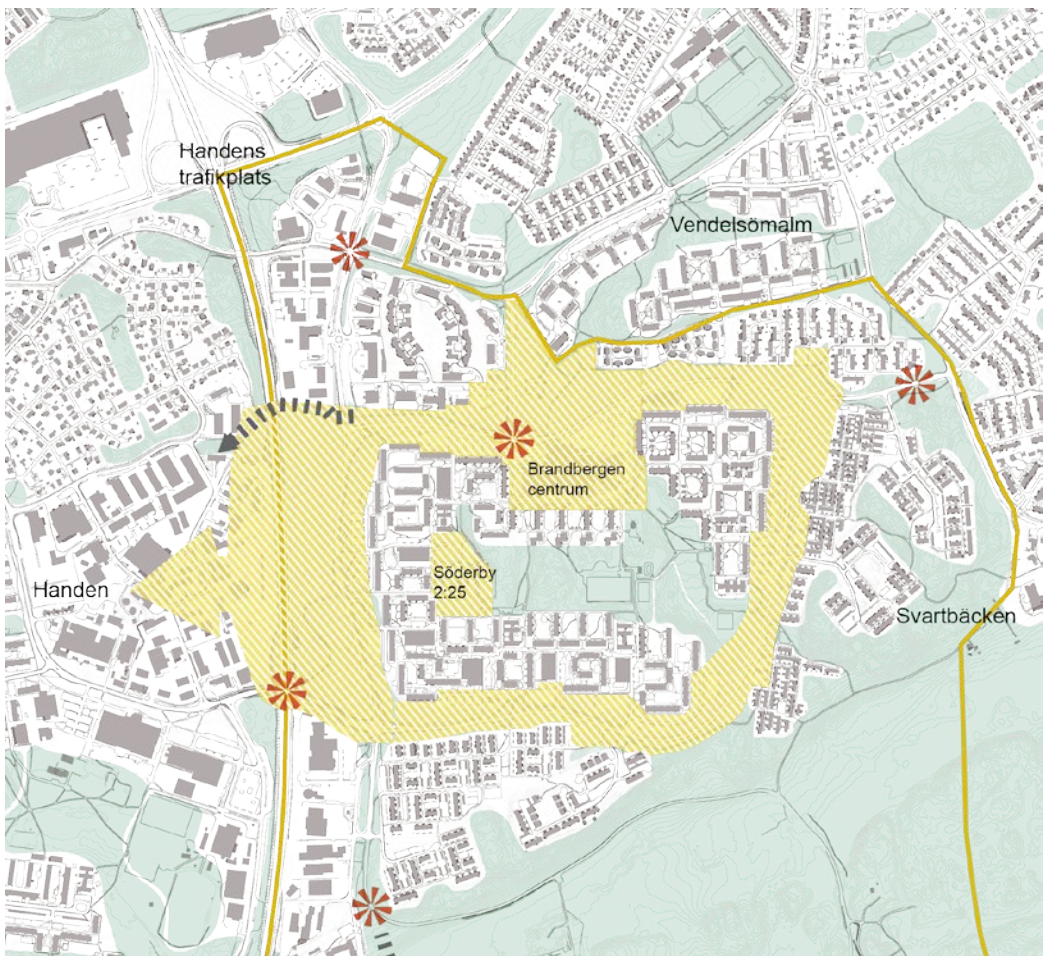 Handens
trafikplats
Vendelsömalm
Brandbergen
centrum
Söderby
2:25
Handen
Svartbäcken